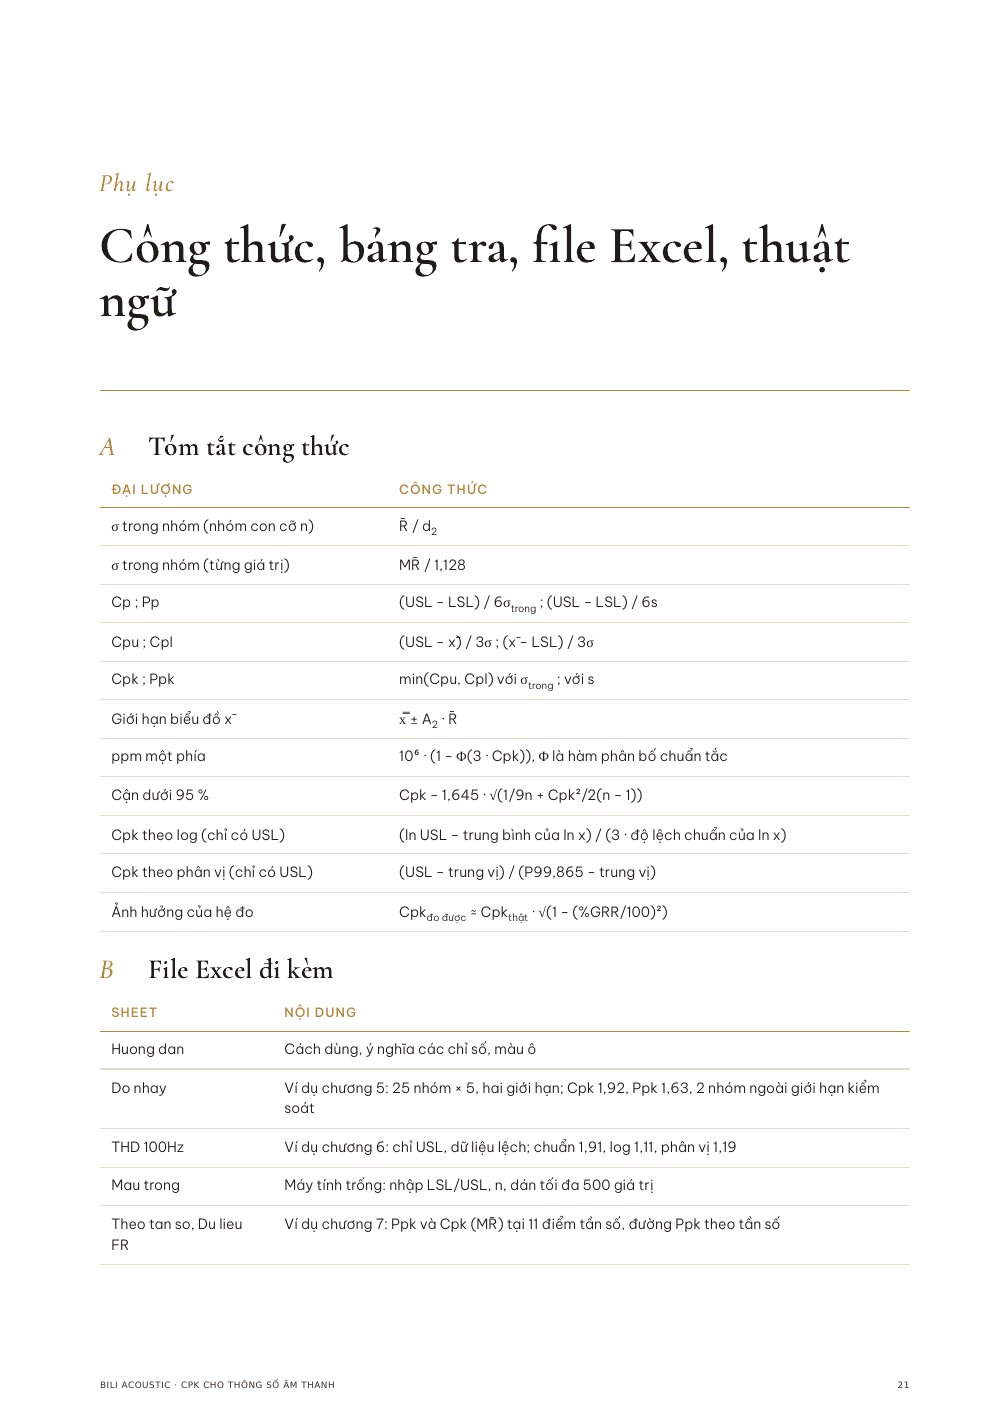 Phụ lục
Công thức, bảng tra, file Excel, thuật
ngữ
A Tóm tắt công thức
ĐẠI LƯỢNG CÔNG THỨC
σ trong nhóm (nhóm con cỡ n) R̄ / d₂
σ trong nhóm (từng giá trị) MR̄ / 1,128
Cp ; Pp (USL − LSL) / 6σtrong ; (USL − LSL) / 6s
Cpu ; Cpl (USL − x̄) / 3σ ; (x̄ − LSL) / 3σ
Cpk ; Ppk min(Cpu, Cpl) với σtrong ; với s
Giới hạn biểu đồ x̄ x̿ ± A₂ · R̄
ppm một phía 10⁶ · (1 − Φ(3 · Cpk)), Φ là hàm phân bố chuẩn tắc
Cận dưới 95 % Cpk − 1,645 · √(1/9n + Cpk²/2(n − 1))
Cpk theo log (chỉ có USL) (ln USL − trung bình của ln x) / (3 · độ lệch chuẩn của ln x)
Cpk theo phân vị (chỉ có USL) (USL − trung vị) / (P99,865 − trung vị)
Ảnh hưởng của hệ đo Cpkđo được ≈ Cpkthật · √(1 − (%GRR/100)²)
B File Excel đi kèm
SHEET NỘI DUNG
Huong dan Cách dùng, ý nghĩa các chỉ số, màu ô
Do nhay Ví dụ chương 5: 25 nhóm × 5, hai giới hạn; Cpk 1,92, Ppk 1,63, 2 nhóm ngoài giới hạn kiểm
soát
THD 100Hz Ví dụ chương 6: chỉ USL, dữ liệu lệch; chuẩn 1,91, log 1,11, phân vị 1,19
Mau trong Máy tính trống: nhập LSL/USL, n, dán tối đa 500 giá trị
Theo tan so, Du lieu Ví dụ chương 7: Ppk và Cpk (MR̄) tại 11 điểm tần số, đường Ppk theo tần số
FR
BILI ACOUSTIC · CPK CHO THÔNG SỐ ÂM THANH 21